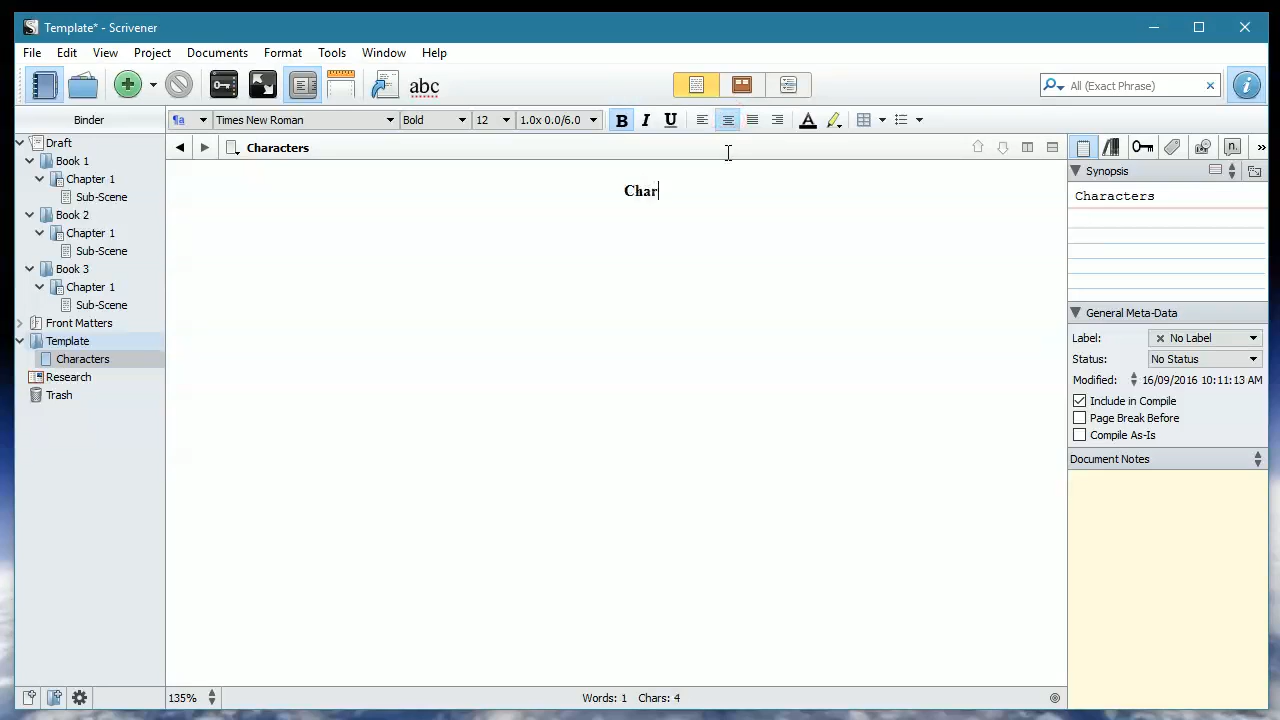 Template* - Scrivener
File Edit View Project Documents Format Tools Window Help
abc
All (Exact Phrase)
Binder
Times New Roman
Bold
12
1.0x 0.0/6.0
B I U A
Draft
Book 1
Chapter 1
Sub-Scene
Book 2
Chapter 1
Sub-Scene
Book 3
Chapter 1
Sub-Scene
Front Matters
Template
Characters
Research
Trash
Characters
Char
n.
Synopsis
Characters
General Meta-Data
Label: No Label
Status: No Status
Modified: 16/09/2016 10:11:13 AM
Include in Compile
Page Break Before
Compile As-Is
Document Notes
135%
Words: 1 Chars: 4